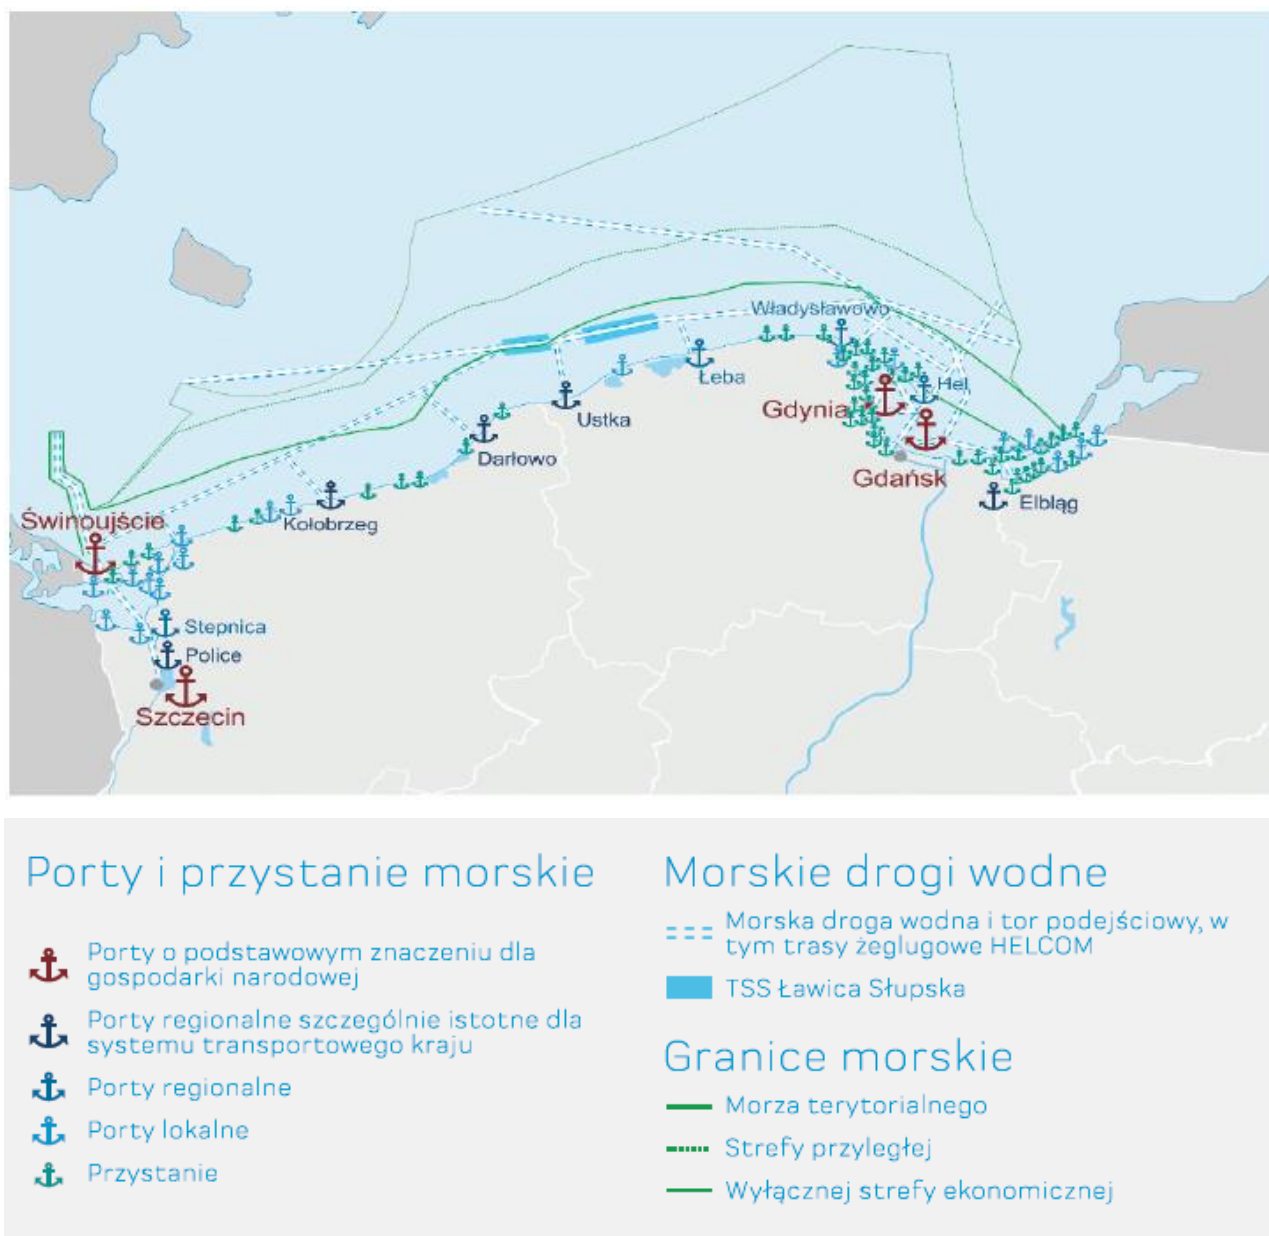 Władysławowo
Łeba
Hel
Gdynia
Ustka
Darłowo
Gdańsk
Elbląg
Świnoujście
Kołobrzeg
Stepnica
Police
Szczecin
Porty i przystanie morskie
Porty o podstawowym znaczeniu dla
gospodarki narodowej
Porty regionalne szczególnie istotne dla
systemu transportowego kraju
Porty regionalne
Porty lokalne
Przystanie
Morskie drogi wodne
Morska droga wodna i tor podejściowy, w
tym trasy żeglugowe HELCOM
TSS Ławica Słupska
Granice morskie
Morza terytorialnego
Strefy przyległej
Wyłącznej strefy ekonomicznej